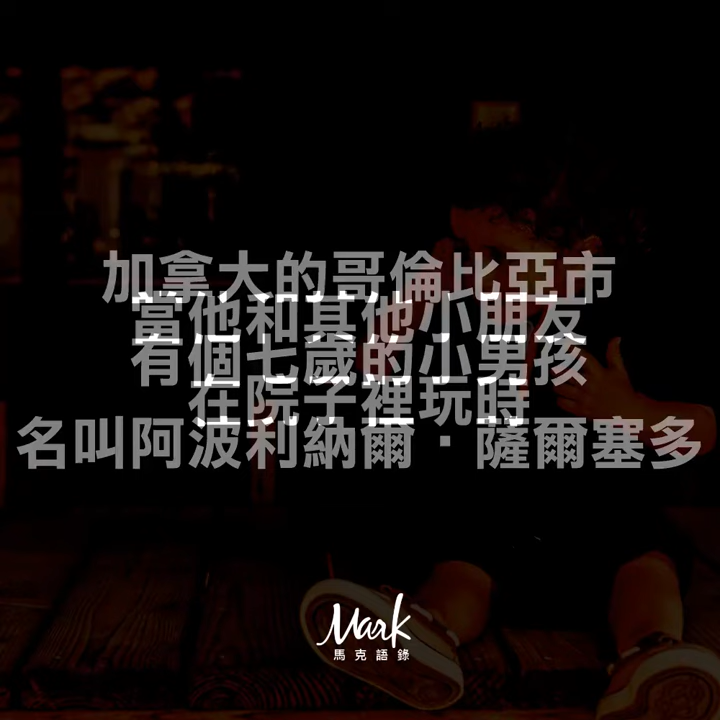 加拿大的哥倫比亞市
當他和其他小朋友
有個七歲的小男孩
在院子裡玩時
名叫阿波利納爾·薩爾塞多
Mark
馬克語錄